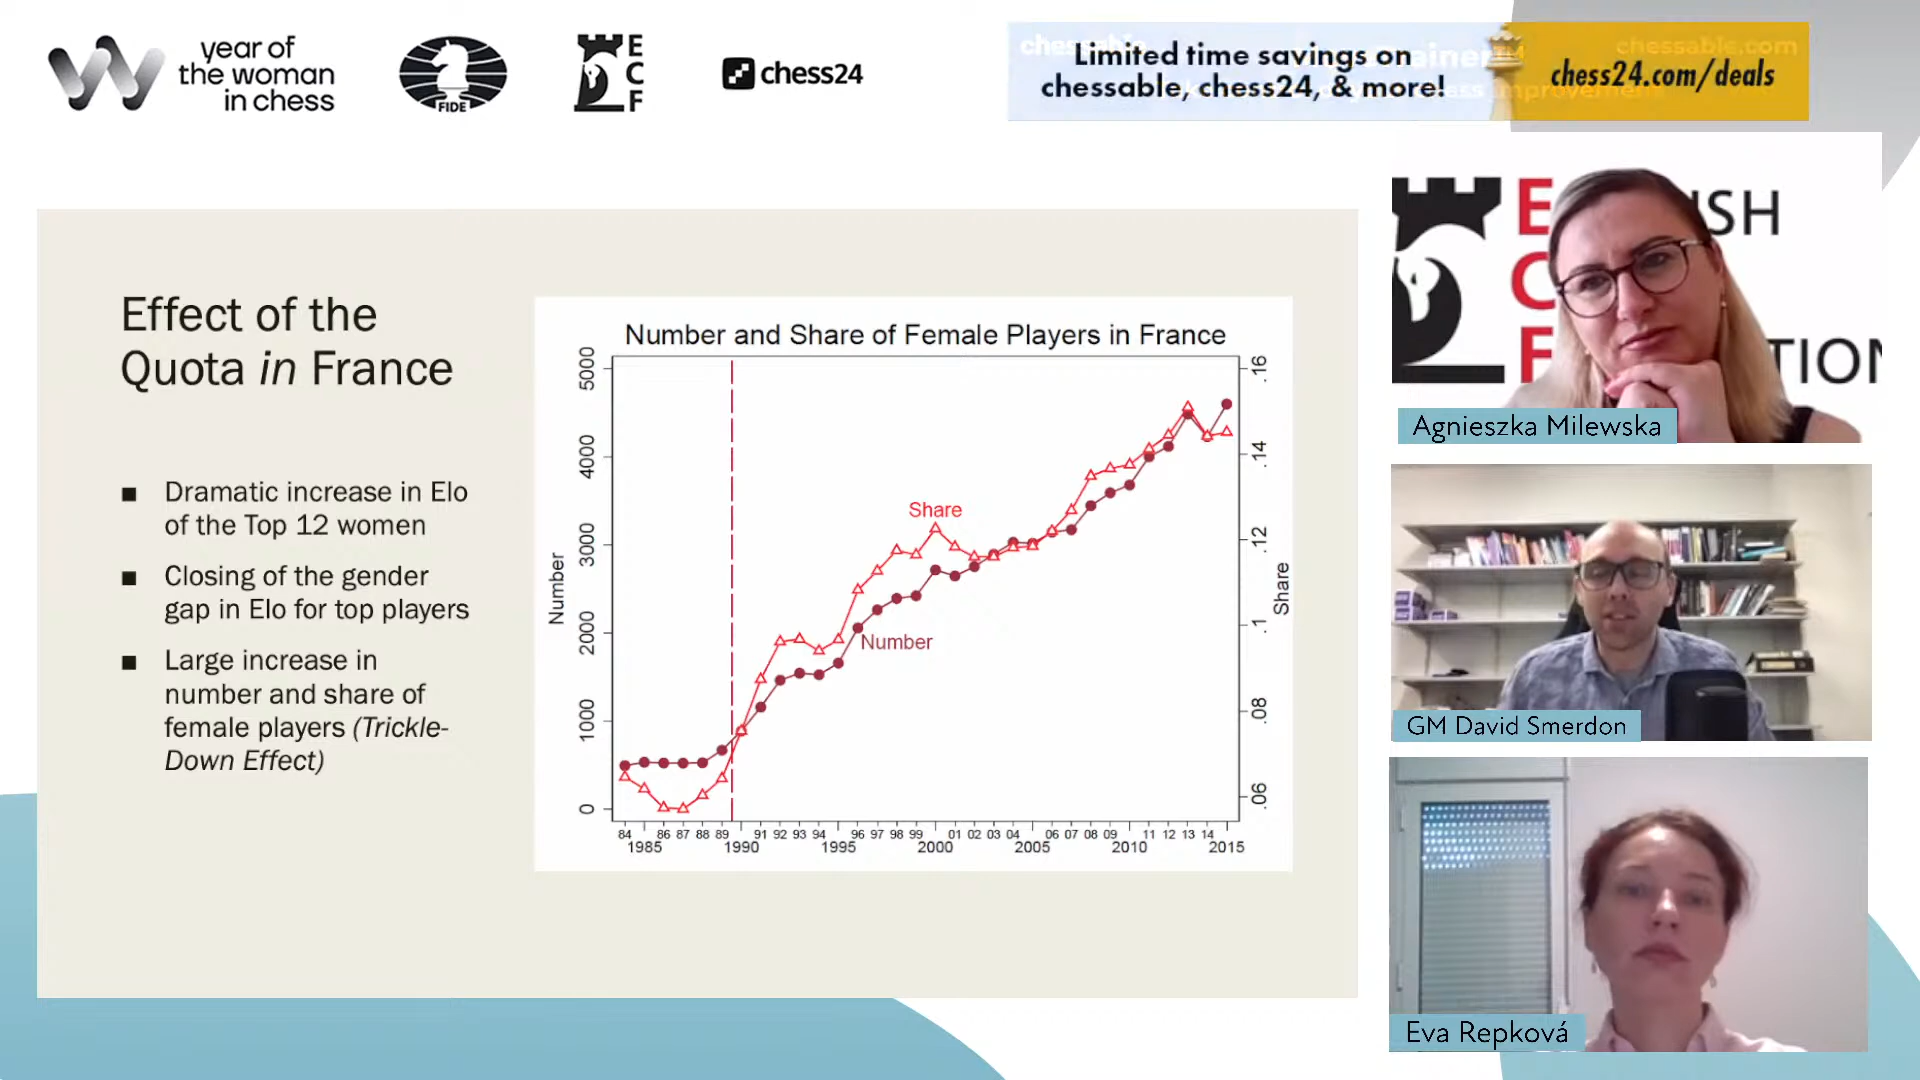 year of
the woman
in chess
FIDE
E
C
F
chess24
Limited time savings on
chessable, chess24, & more!
chess24.com/deals
chessable.com
Effect of the
Quota in France
■ Dramatic increase in Elo
of the Top 12 women
■ Closing of the gender
gap in Elo for top players
■ Large increase in
number and share of
female players (Trickle-
Down Effect)
Number and Share of Female Players in France
Number
5000
4000
3000
2000
1000
0
Share
Number
.16
.14
.12
.1
.08
.06
Share
84 86 87 88 89 91 92 93 94 96 97 98 99 01 02 03 04 06 07 08 09 11 12 13 14
1985 1990 1995 2000 2005 2010 2015
E SH
C
F TION
Agnieszka Milewska
GM David Smerdon
Eva Repková